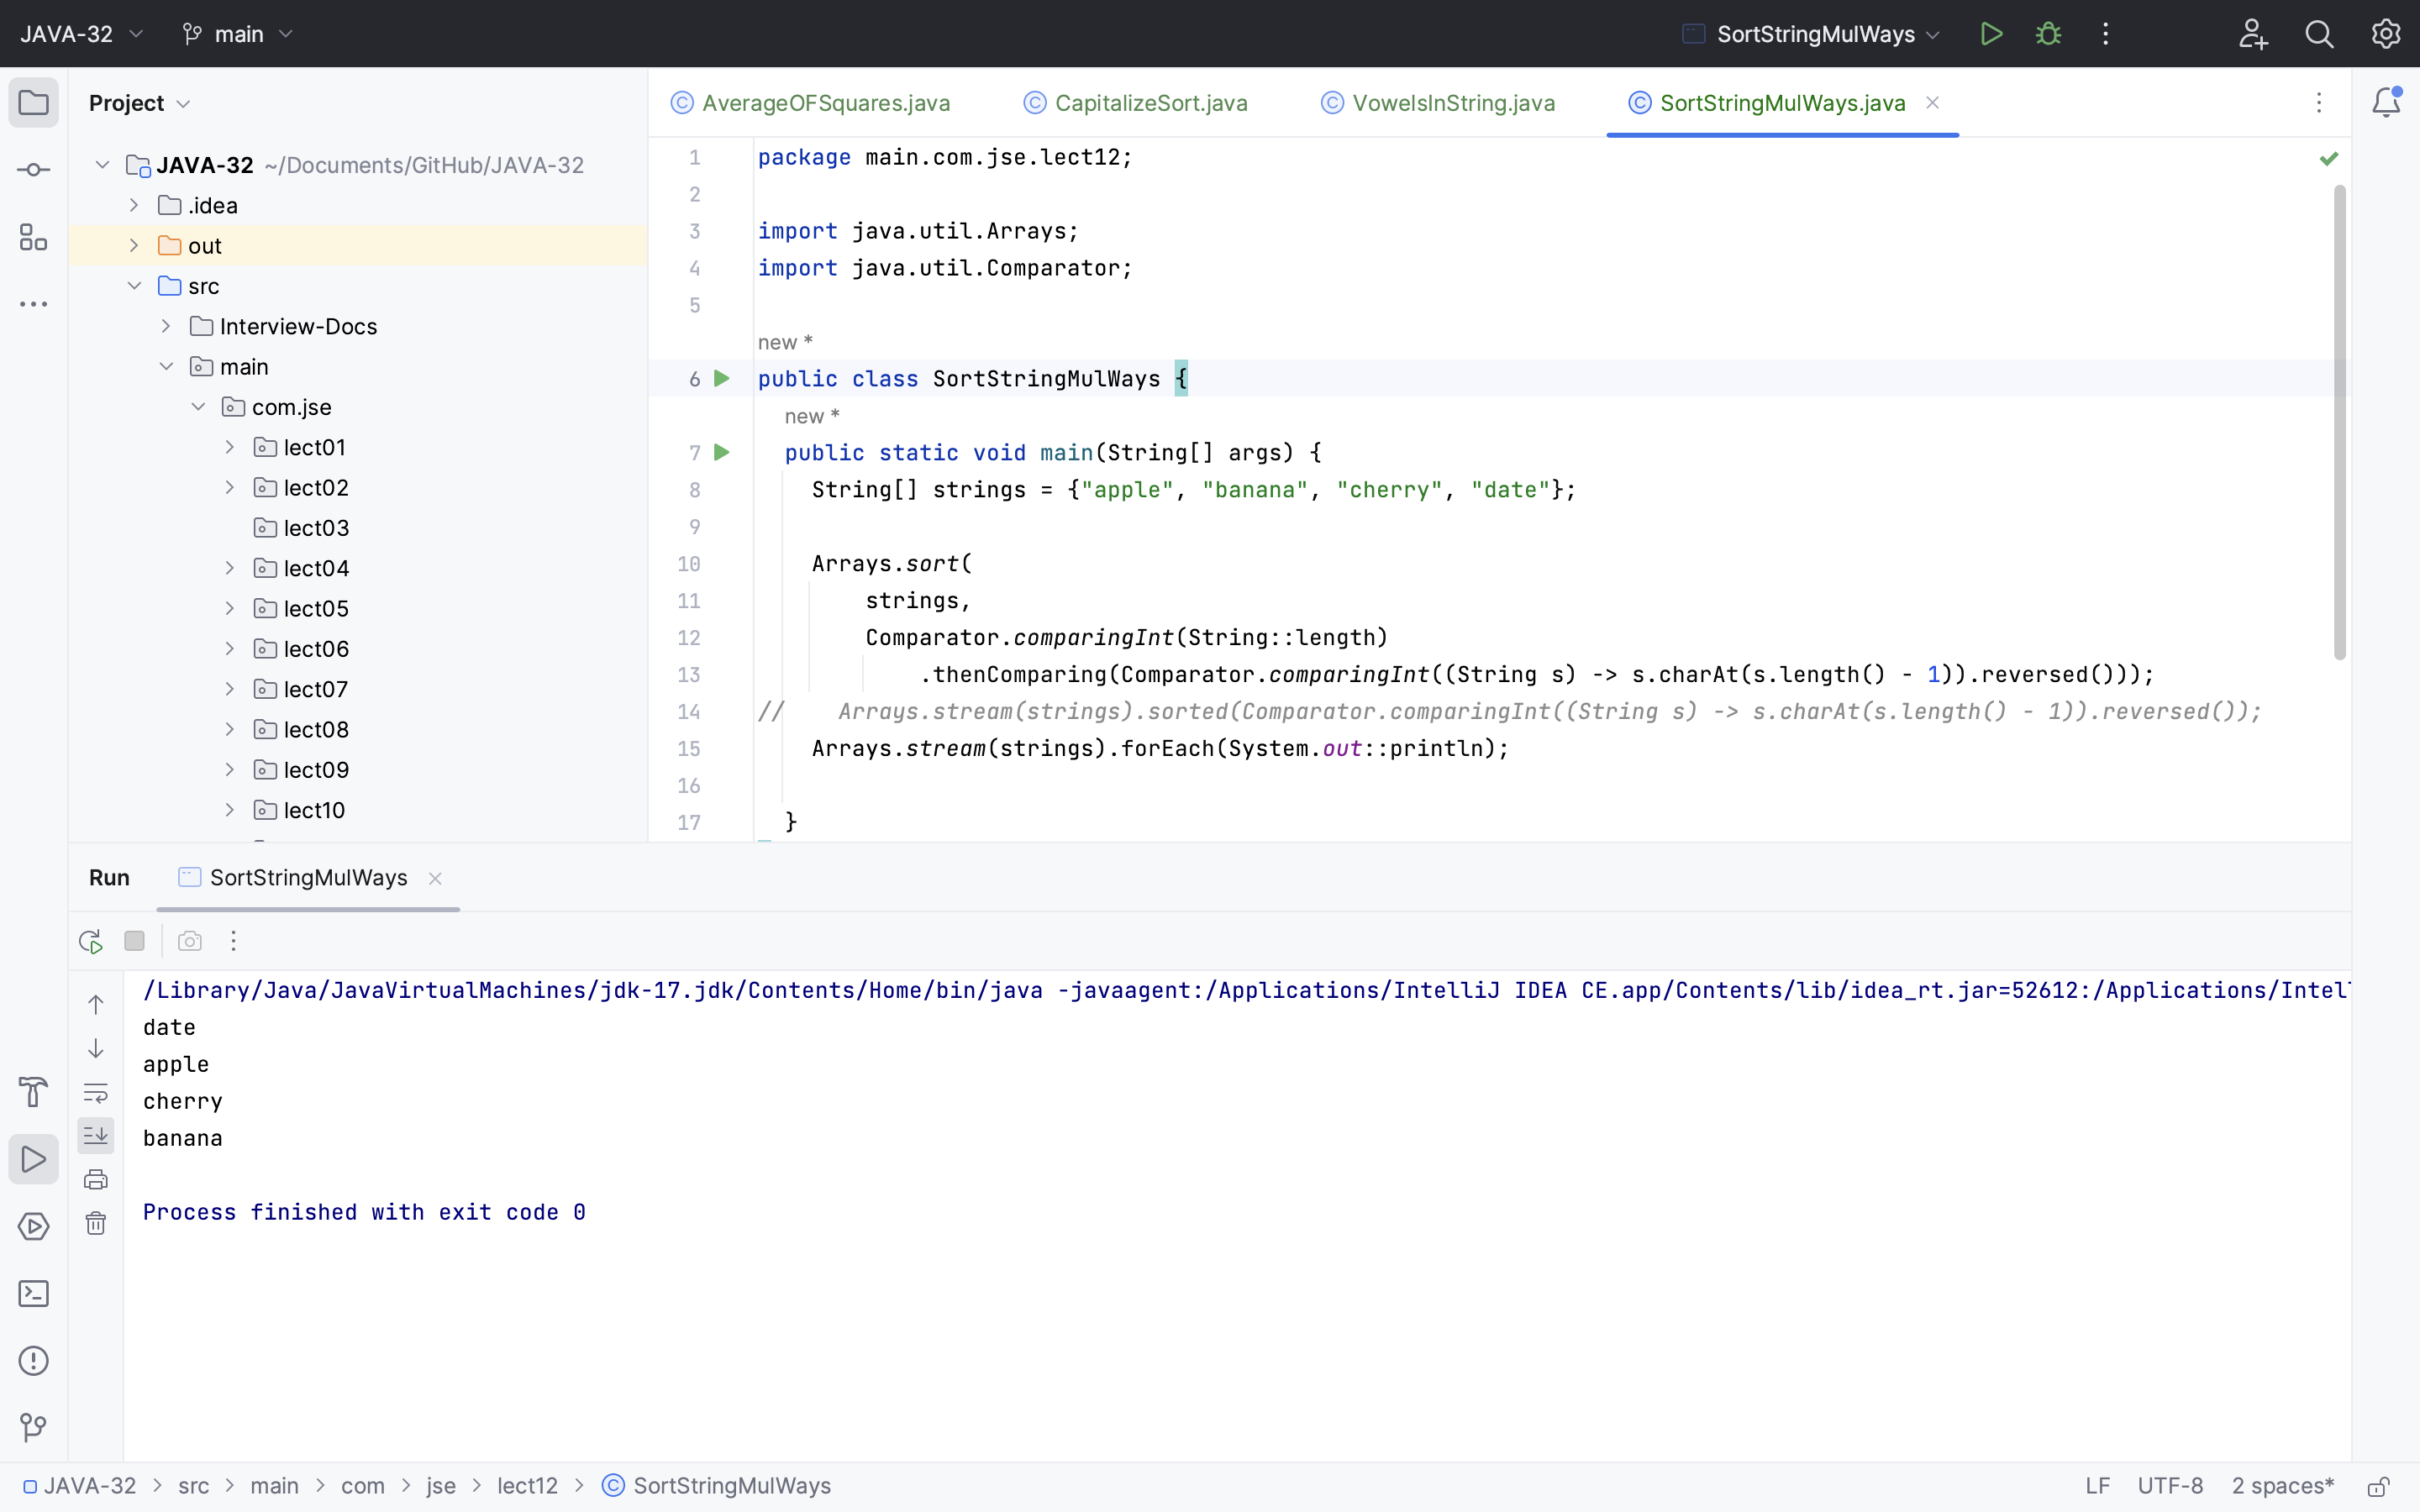 JAVA-32 main SortStringMulWays
Project
JAVA-32 ~/Documents/GitHub/JAVA-32
.idea
out
src
Interview-Docs
main
com.jse
lect01
lect02
lect03
lect04
lect05
lect06
lect07
lect08
lect09
lect10
AverageOFSquares.java CapitalizeSort.java VowelsInString.java SortStringMulWays.java
1 package main.com.jse.lect12;
2
3 import java.util.Arrays;
4 import java.util.Comparator;
5
new *
6 public class SortStringMulWays {
new *
7 public static void main(String[] args) {
8 String[] strings = {"apple", "banana", "cherry", "date"};
9
10 Arrays.sort(
11 strings,
12 Comparator.comparingInt(String::length)
13 .thenComparing(Comparator.comparingInt((String s) -> s.charAt(s.length() - 1)).reversed()));
14 // Arrays.stream(strings).sorted(Comparator.comparingInt((String s) -> s.charAt(s.length() - 1)).reversed());
15 Arrays.stream(strings).forEach(System.out::println);
16
17 }
Run SortStringMulWays
/Library/Java/JavaVirtualMachines/jdk-17.jdk/Contents/Home/bin/java -javaagent:/Applications/IntelliJ IDEA CE.app/Contents/lib/idea_rt.jar=52612:/Applications/Intel
date
apple
cherry
banana
Process finished with exit code 0
JAVA-32 > src > main > com > jse > lect12 > SortStringMulWays LF UTF-8 2 spaces*